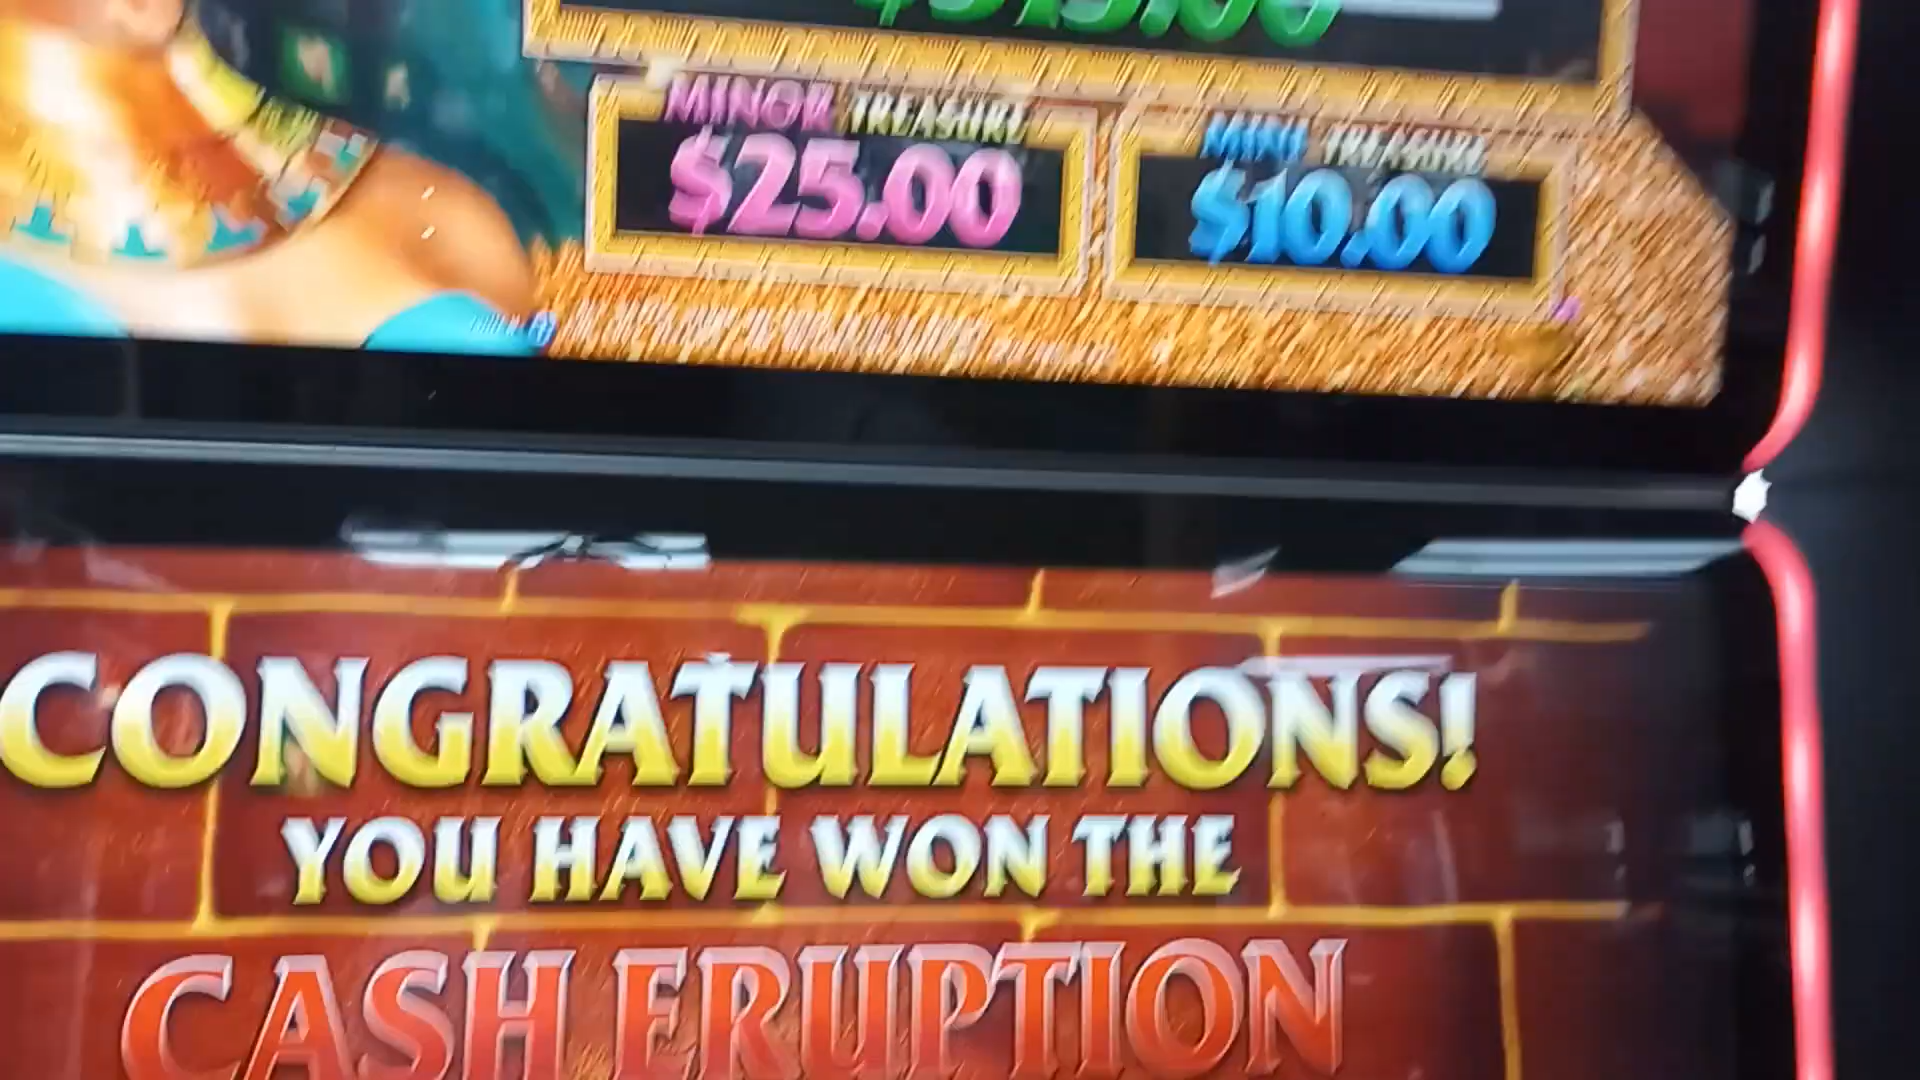 MINOR TREASURE
$25.00
MINI TREASURE
$10.00
CONGRATULATIONS!
YOU HAVE WON THE
CASH ERUPTION